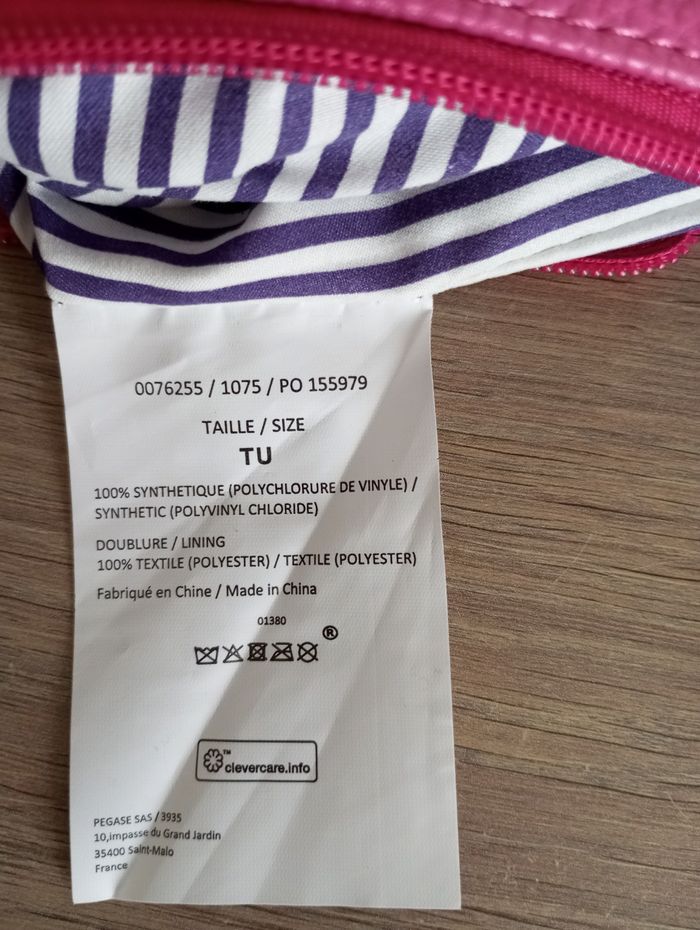 0076255 / 1075 / PO 155979
TAILLE / SIZE
TU
100% SYNTHETIQUE (POLYCHLORURE DE VINYLE) /
SYNTHETIC (POLYVINYL CHLORIDE)
DOUBLURE / LINING
100% TEXTILE (POLYESTER) / TEXTILE (POLYESTER)
Fabriqué en Chine / Made in China
01380
®
™ clevercare.info
PEGASE SAS / 3935
10,impasse du Grand Jardin
35400 Saint-Malo
France